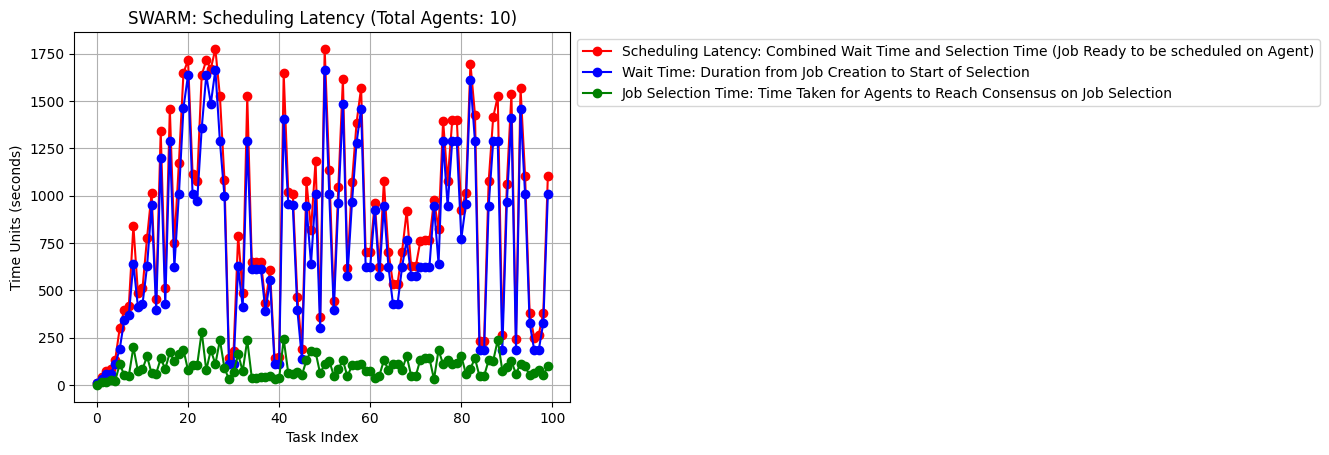 SWARM: Scheduling Latency (Total Agents: 10)
Scheduling Latency: Combined Wait Time and Selection Time (Job Ready to be scheduled on Agent)
Wait Time: Duration from Job Creation to Start of Selection
Job Selection Time: Time Taken for Agents to Reach Consensus on Job Selection
Time Units (seconds)
1750
1500
1250
1000
750
500
250
0
0 20 40 60 80 100
Task Index